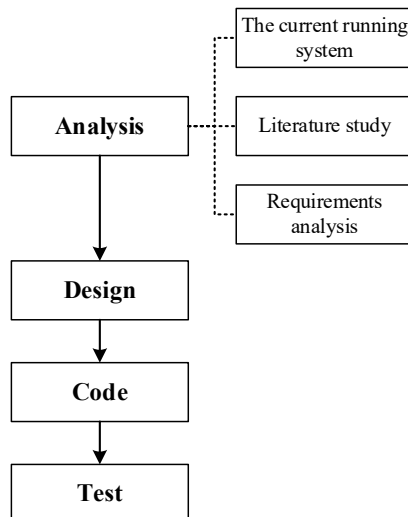 The current running
system
Analysis
Literature study
Requirements
analysis
Design
Code
Test